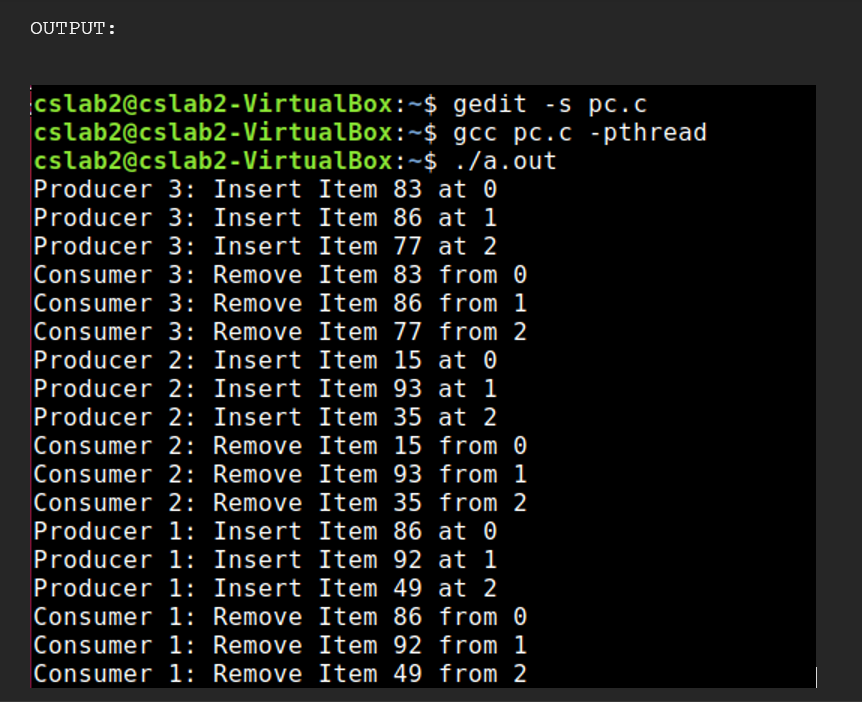 OUTPUT:
cslab2@cslab2-VirtualBox:~$ gedit -s pc.c
cslab2@cslab2-VirtualBox:~$ gcc pc.c -pthread
cslab2@cslab2-VirtualBox:~$ ./a.out
Producer 3: Insert Item 83 at 0
Producer 3: Insert Item 86 at 1
Producer 3: Insert Item 77 at 2
Consumer 3: Remove Item 83 from 0
Consumer 3: Remove Item 86 from 1
Consumer 3: Remove Item 77 from 2
Producer 2: Insert Item 15 at 0
Producer 2: Insert Item 93 at 1
Producer 2: Insert Item 35 at 2
Consumer 2: Remove Item 15 from 0
Consumer 2: Remove Item 93 from 1
Consumer 2: Remove Item 35 from 2
Producer 1: Insert Item 86 at 0
Producer 1: Insert Item 92 at 1
Producer 1: Insert Item 49 at 2
Consumer 1: Remove Item 86 from 0
Consumer 1: Remove Item 92 from 1
Consumer 1: Remove Item 49 from 2